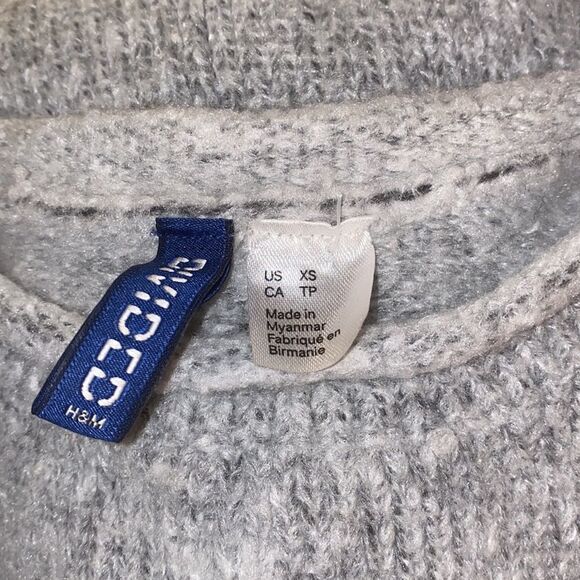 DIVIDED
H&M
US XS
CA TP
Made in
Myanmar
Fabriqué en
Birmanie